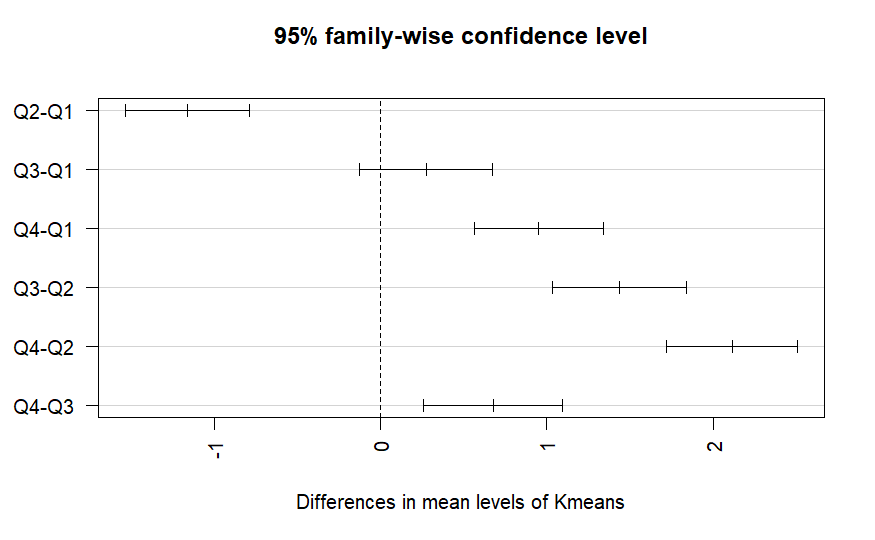 95% family-wise confidence level
Q2-Q1
Q3-Q1
Q4-Q1
Q3-Q2
Q4-Q2
Q4-Q3
-1 0 1 2
Differences in mean levels of Kmeans